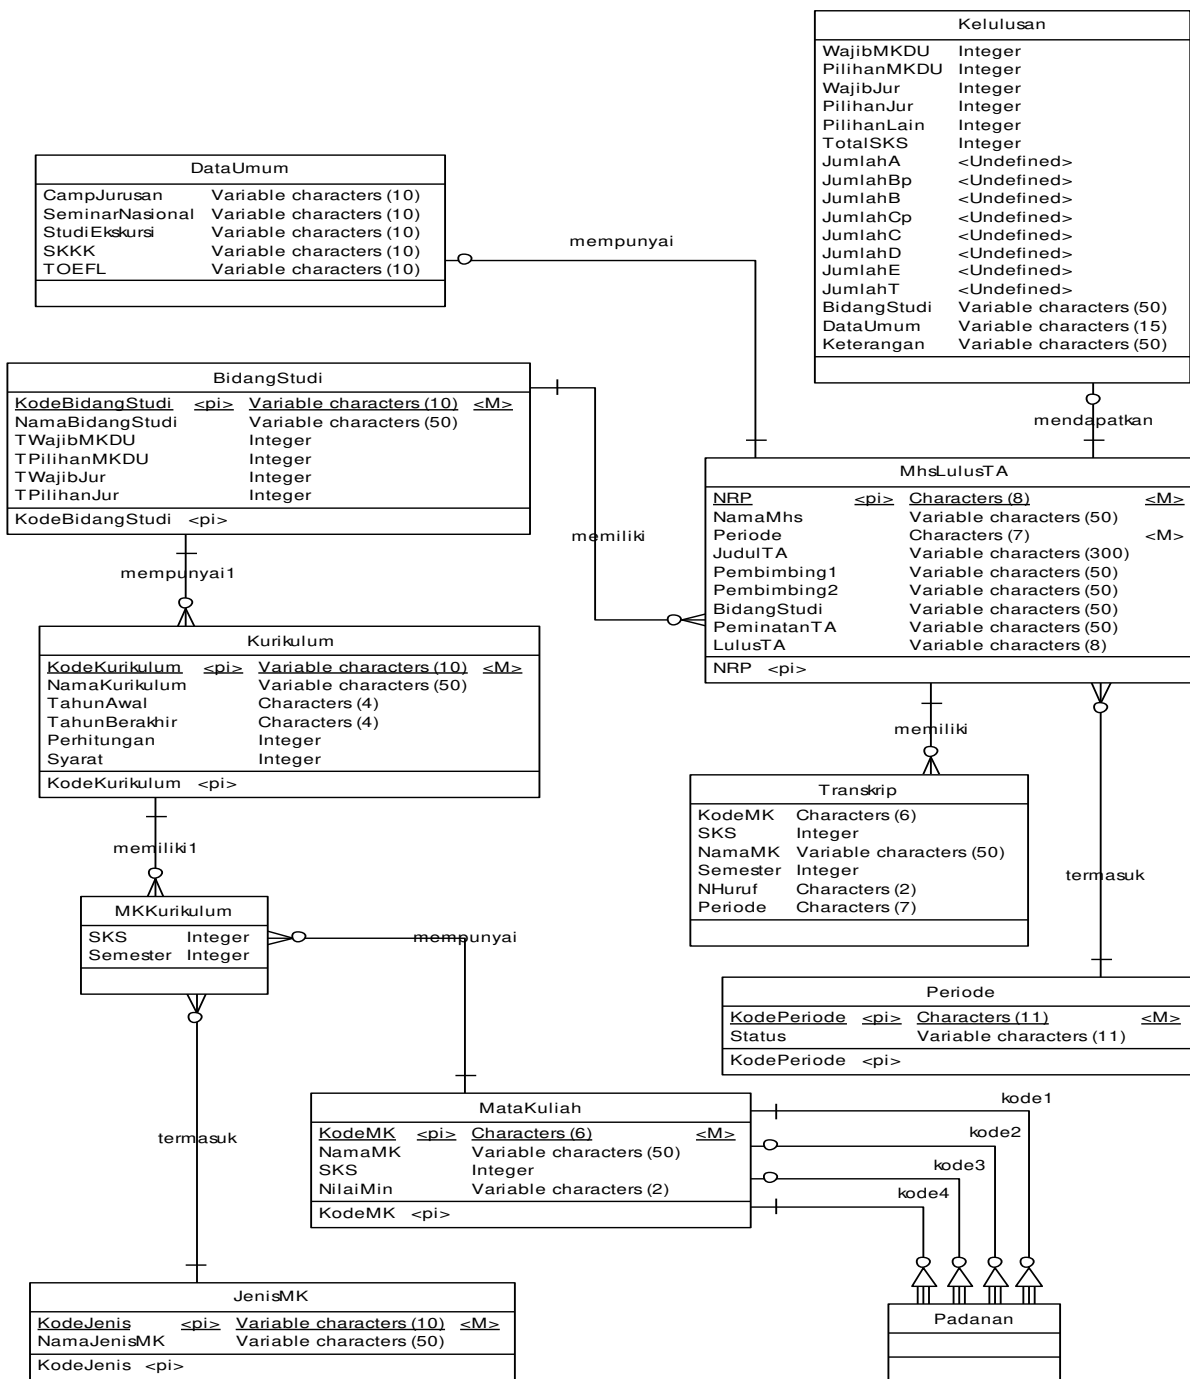 Kelulusan
WajibMKDU Integer
PilihanMKDU Integer
WajibJur Integer
PilihanJur Integer
PilihanLain Integer
TotalSKS Integer
JumlahA <Undefined>
JumlahBp <Undefined>
JumlahB <Undefined>
JumlahCp <Undefined>
JumlahC <Undefined>
JumlahD <Undefined>
JumlahE <Undefined>
JumlahT <Undefined>
BidangStudi Variable characters (50)
DataUmum Variable characters (15)
Keterangan Variable characters (50)
DataUmum
CampJurusan Variable characters (10)
SeminarNasional Variable characters (10)
StudiEkskursi Variable characters (10)
SKKK Variable characters (10)
TOEFL Variable characters (10)
mempunyai
mendapatkan
BidangStudi
KodeBidangStudi <pi> Variable characters (10) <M>
NamaBidangStudi Variable characters (50)
TWajibMKDU Integer
TPilihanMKDU Integer
TWajibJur Integer
TPilihanJur Integer
KodeBidangStudi <pi>
memiliki
mempunyai1
MhsLulusTA
NRP <pi> Characters (8) <M>
NamaMhs Variable characters (50)
Periode Characters (7) <M>
JudulTA Variable characters (300)
Pembimbing1 Variable characters (50)
Pembimbing2 Variable characters (50)
BidangStudi Variable characters (50)
PeminatanTA Variable characters (50)
LulusTA Variable characters (8)
NRP <pi>
Kurikulum
KodeKurikulum <pi> Variable characters (10) <M>
NamaKurikulum Variable characters (50)
TahunAwal Characters (4)
TahunBerakhir Characters (4)
Perhitungan Integer
Syarat Integer
KodeKurikulum <pi>
memiliki
memiliki1
Transkrip
KodeMK Characters (6)
SKS Integer
NamaMK Variable characters (50)
Semester Integer
NHuruf Characters (2)
Periode Characters (7)
termasuk
MKKurikulum
SKS Integer
Semester Integer
mempunyai
Periode
KodePeriode <pi> Characters (11) <M>
Status Variable characters (11)
KodePeriode <pi>
termasuk
MataKuliah
KodeMK <pi> Characters (6) <M>
NamaMK Variable characters (50)
SKS Integer
NilaiMin Variable characters (2)
KodeMK <pi>
kode1
kode2
kode3
kode4
JenisMK
KodeJenis <pi> Variable characters (10) <M>
NamaJenisMK Variable characters (50)
KodeJenis <pi>
Padanan